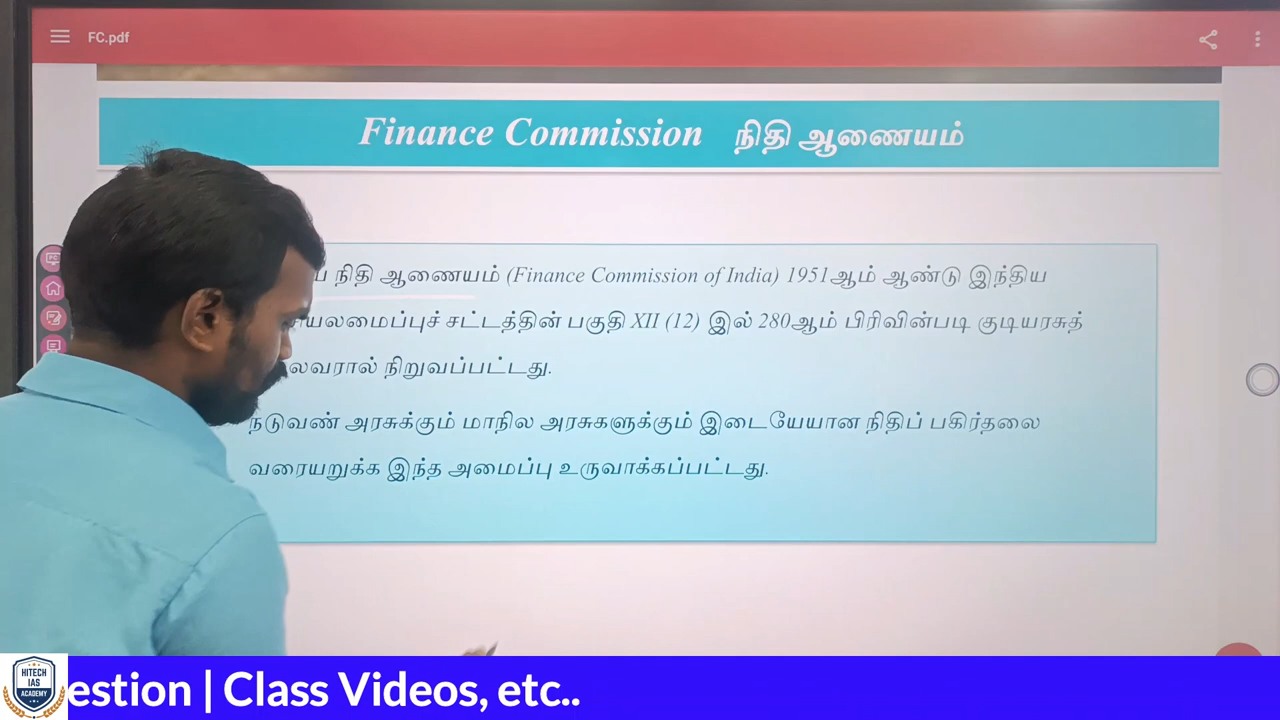 FC.pdf
Finance Commission நிதி ஆணையம்
நிதி ஆணையம் (Finance Commission of India) 1951ஆம் ஆண்டு இந்திய
சட்டத்தின் பகுதி XII (12) இல் 280ஆம் பிரிவின்படி குடியரசுத்
நிறுவப்பட்டது.
நடுவண் அரசுக்கும் மாநில அரசுகளுக்கும் இடையேயான நிதிப் பகிர்தலை
வரையறுக்க இந்த அமைப்பு உருவாக்கப்பட்டது.
estion | Class Videos, etc..
HITECH
IAS
ACADEMY